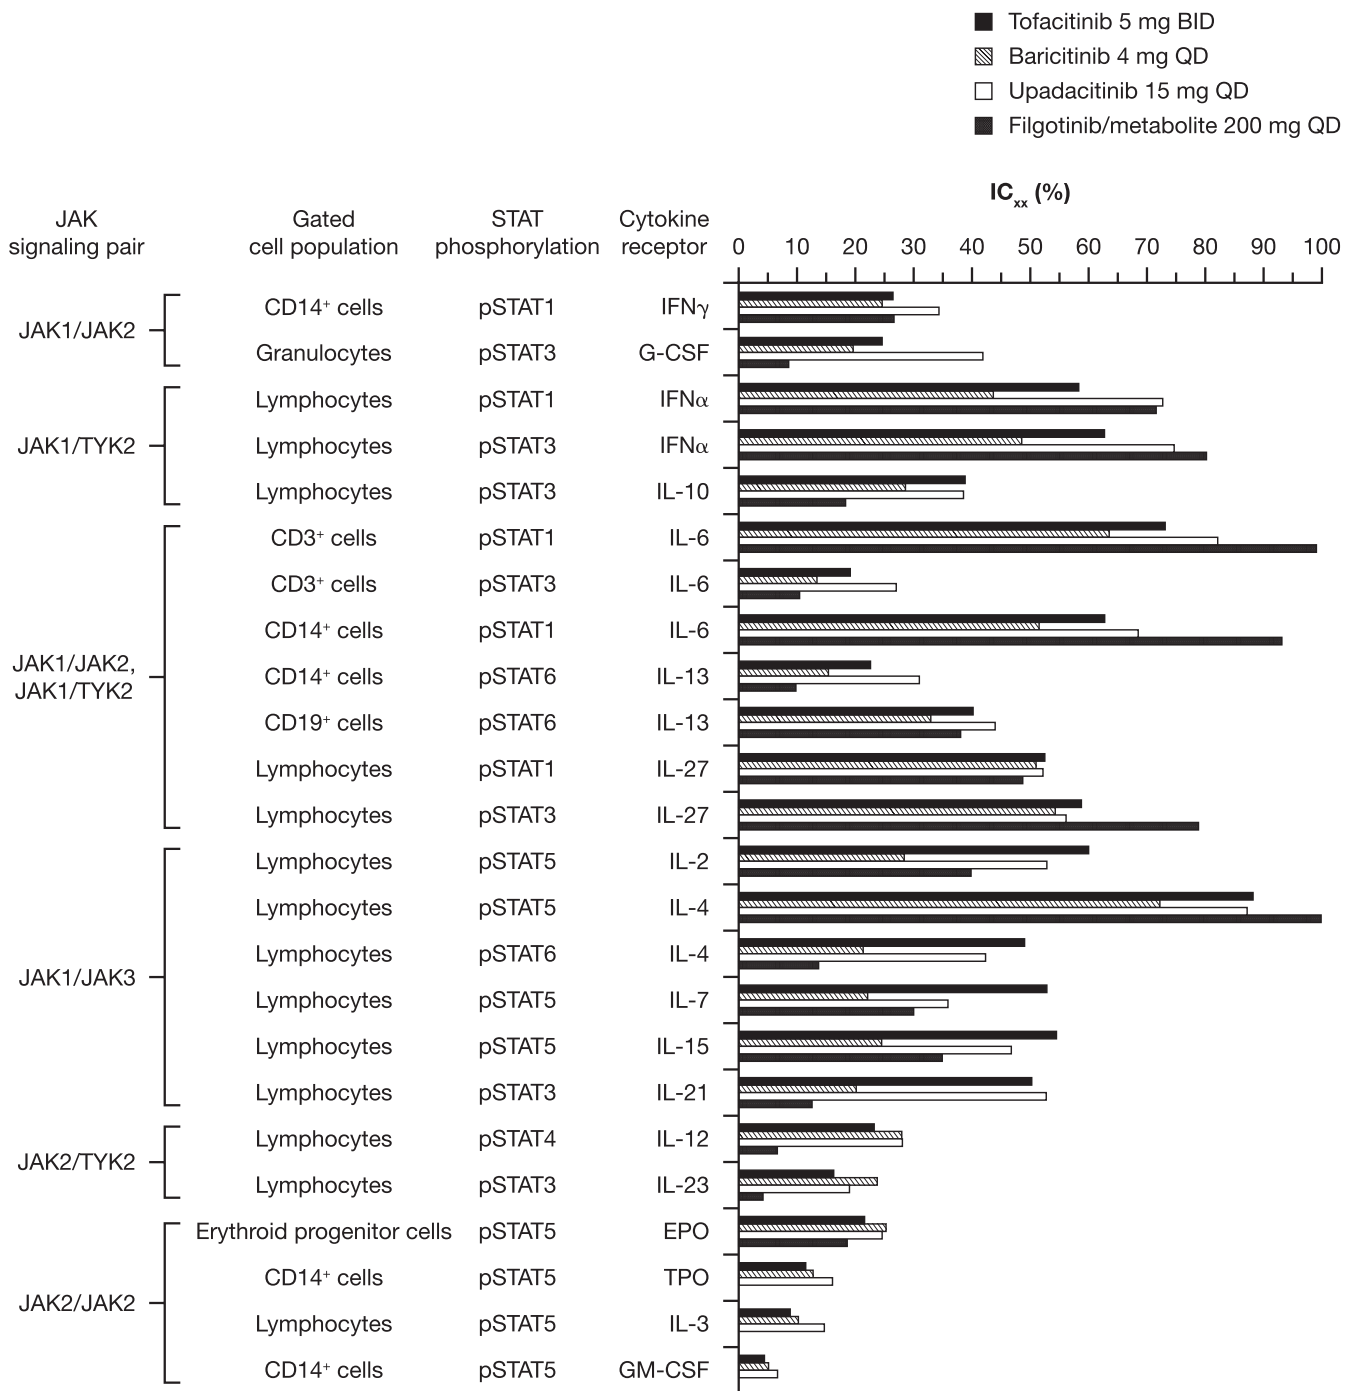 Tofacitinib 5 mg BID
Baricitinib 4 mg QD
Upadacitinib 15 mg QD
Filgotinib/metabolite 200 mg QD
ICxx (%)
JAK signaling pair
Gated cell population
STAT phosphorylation
Cytokine receptor
0 10 20 30 40 50 60 70 80 90 100
JAK1/JAK2
CD14+ cells pSTAT1 IFNγ
Granulocytes pSTAT3 G-CSF
JAK1/TYK2
Lymphocytes pSTAT1 IFNα
Lymphocytes pSTAT3 IFNα
Lymphocytes pSTAT3 IL-10
JAK1/JAK2,
JAK1/TYK2
CD3+ cells pSTAT1 IL-6
CD3+ cells pSTAT3 IL-6
CD14+ cells pSTAT1 IL-6
CD14+ cells pSTAT6 IL-13
CD19+ cells pSTAT6 IL-13
Lymphocytes pSTAT1 IL-27
Lymphocytes pSTAT3 IL-27
JAK1/JAK3
Lymphocytes pSTAT5 IL-2
Lymphocytes pSTAT5 IL-4
Lymphocytes pSTAT6 IL-4
Lymphocytes pSTAT5 IL-7
Lymphocytes pSTAT5 IL-15
Lymphocytes pSTAT3 IL-21
JAK2/TYK2
Lymphocytes pSTAT4 IL-12
Lymphocytes pSTAT3 IL-23
JAK2/JAK2
Erythroid progenitor cells pSTAT5 EPO
CD14+ cells pSTAT5 TPO
Lymphocytes pSTAT5 IL-3
CD14+ cells pSTAT5 GM-CSF